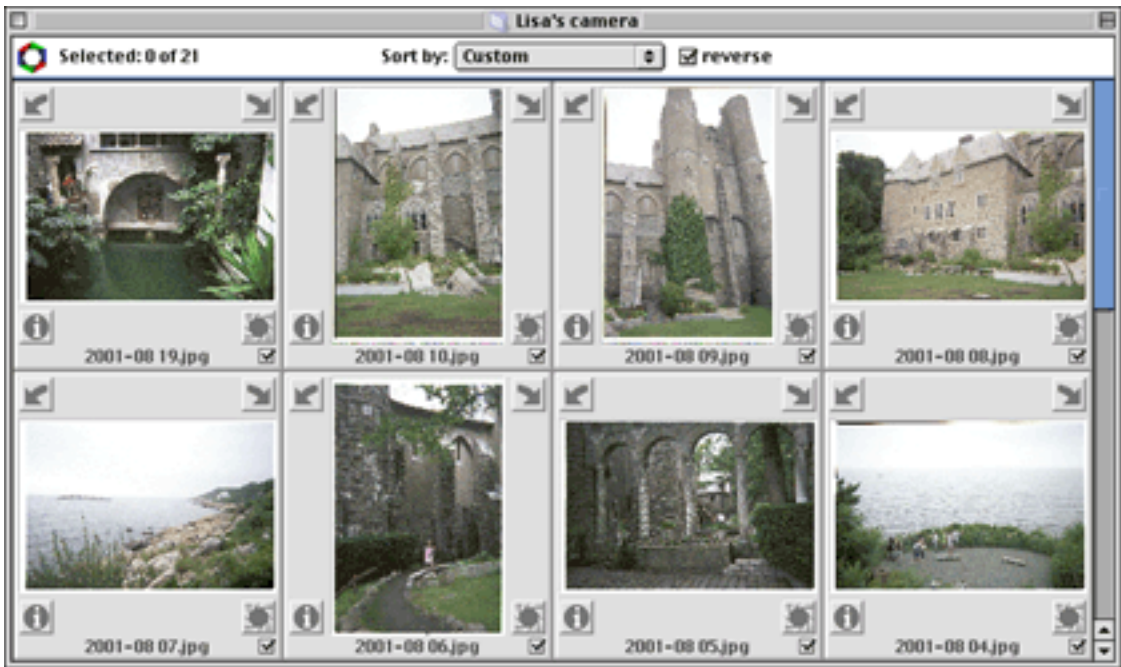 Lisa's camera
Selected: 0 of 21 Sort by: Custom reverse
2001-08 19.jpg 2001-08 10.jpg 2001-08 09.jpg 2001-08 08.jpg
2001-08 07.jpg 2001-08 06.jpg 2001-08 05.jpg 2001-08 04.jpg